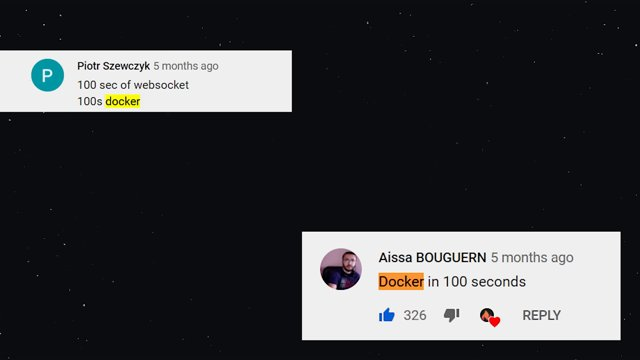 P
Piotr Szewczyk 5 months ago
100 sec of websocket
100s docker
Aissa BOUGUERN 5 months ago
Docker in 100 seconds
326 REPLY